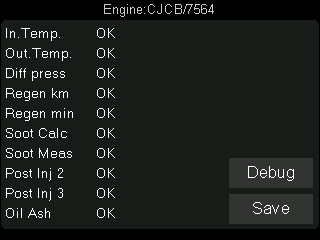 Engine:CJCB/7564
In.Temp. OK
Out.Temp. OK
Diff press OK
Regen km OK
Regen min OK
Soot Calc OK
Soot Meas OK
Post Inj 2 OK
Post Inj 3 OK
Oil Ash OK
Debug
Save